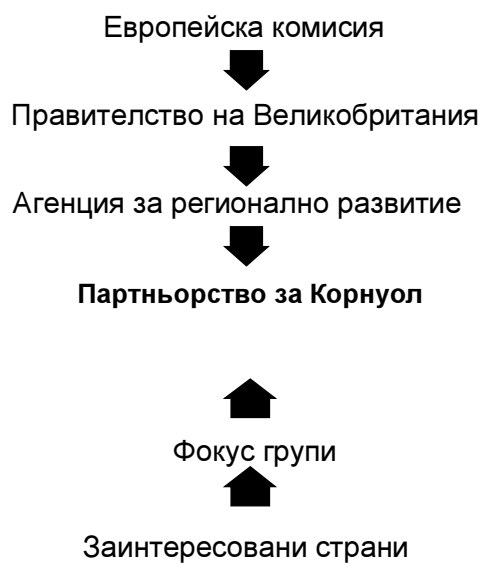 Европейска комисия
Правителство на Великобритания
Агенция за регионално развитие
Партньорство за Корнуол
Фокус групи
Заинтересовани страни